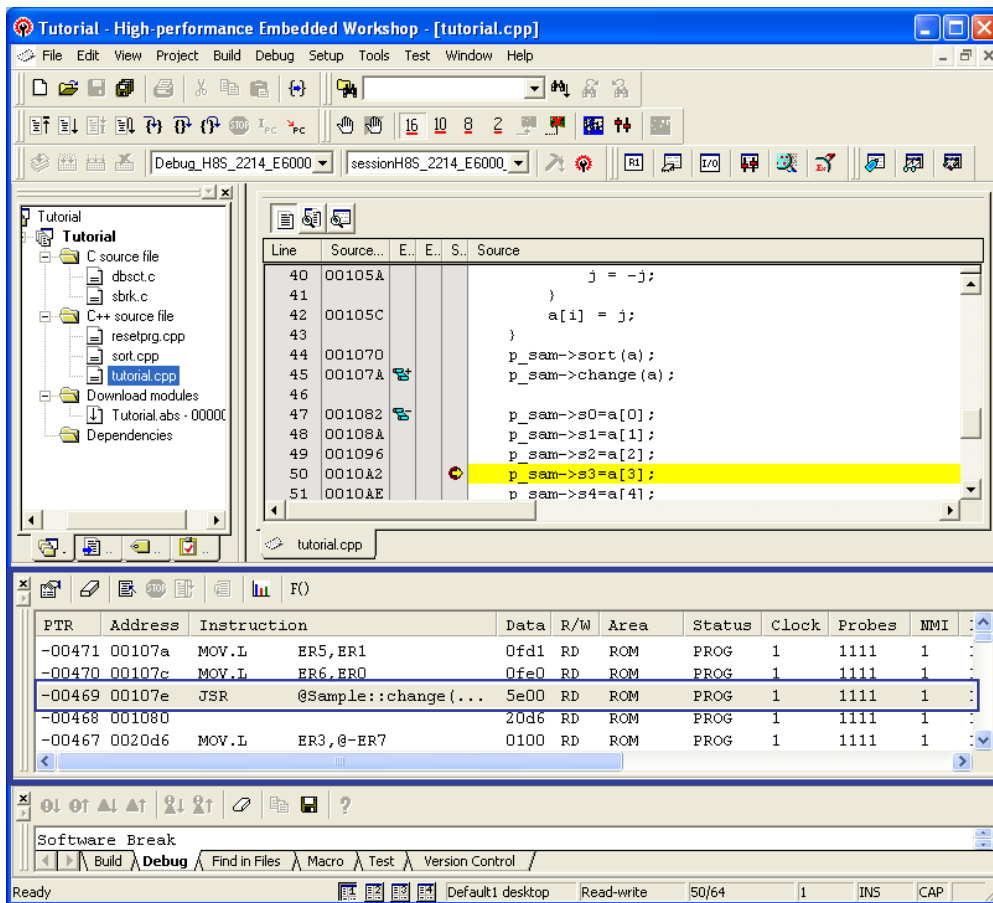 Tutorial - High-performance Embedded Workshop - [tutorial.cpp]
File Edit View Project Build Debug Setup Tools Test Window Help
16 10 8 2
Debug_H8S_2214_E6000 sessionH8S_2214_E6000_
Tutorial
Tutorial
C source file
dbsct.c
sbrk.c
C++ source file
resetprg.cpp
sort.cpp
tutorial.cpp
Download modules
Tutorial.abs - 00000
Dependencies
Line Source... E.. E.. S.. Source
40 00105A j = -j;
41 }
42 00105C a[i] = j;
43 }
44 001070 p_sam->sort(a);
45 00107A p_sam->change(a);
46
47 001082 p_sam->s0=a[0];
48 00108A p_sam->s1=a[1];
49 001096 p_sam->s2=a[2];
50 0010A2 p_sam->s3=a[3];
51 0010AE p_sam->s4=a[4];
tutorial.cpp
STOP F()
PTR Address Instruction Data R/W Area Status Clock Probes NMI
-00471 00107a MOV.L ER5,ER1 0fd1 RD ROM PROG 1 1111 1
-00470 00107c MOV.L ER6,ER0 0fe0 RD ROM PROG 1 1111 1
-00469 00107e JSR @Sample::change(... 5e00 RD ROM PROG 1 1111 1
-00468 001080 20d6 RD ROM PROG 1 1111 1
-00467 0020d6 MOV.L ER3,@-ER7 0100 RD ROM PROG 1 1111 1
Software Break
Build Debug Find in Files Macro Test Version Control
Ready 1 2 3 4 Default1 desktop Read-write 50/64 1 INS CAP